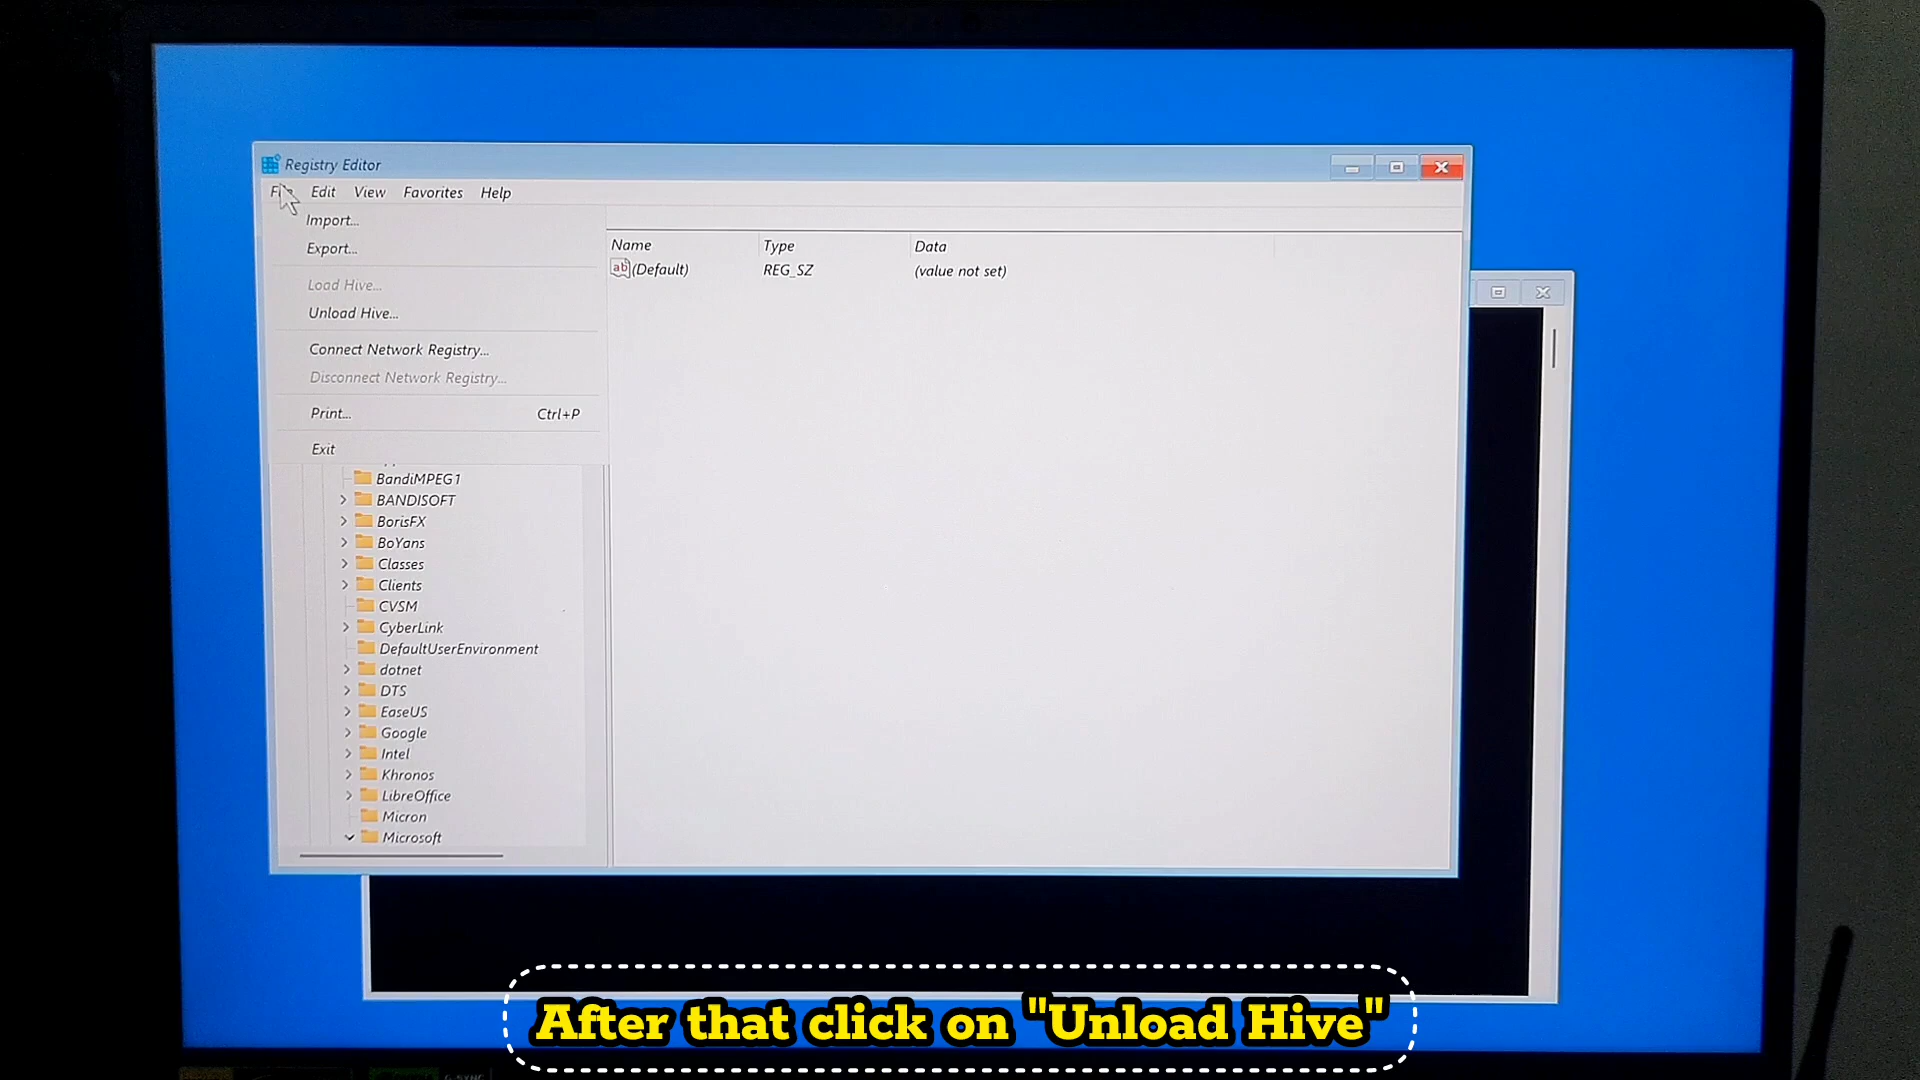 Registry Editor
File Edit View Favorites Help
Import...
Export...
Load Hive...
Unload Hive...
Connect Network Registry...
Disconnect Network Registry...
Print... Ctrl+P
Exit
Name Type Data
ab (Default) REG_SZ (value not set)
BandiMPEG1
BANDISOFT
BorisFX
BoYans
Classes
Clients
CVSM
CyberLink
DefaultUserEnvironment
dotnet
DTS
EaseUS
Google
Intel
Khronos
LibreOffice
Micron
Microsoft
After that click on "Unload Hive"